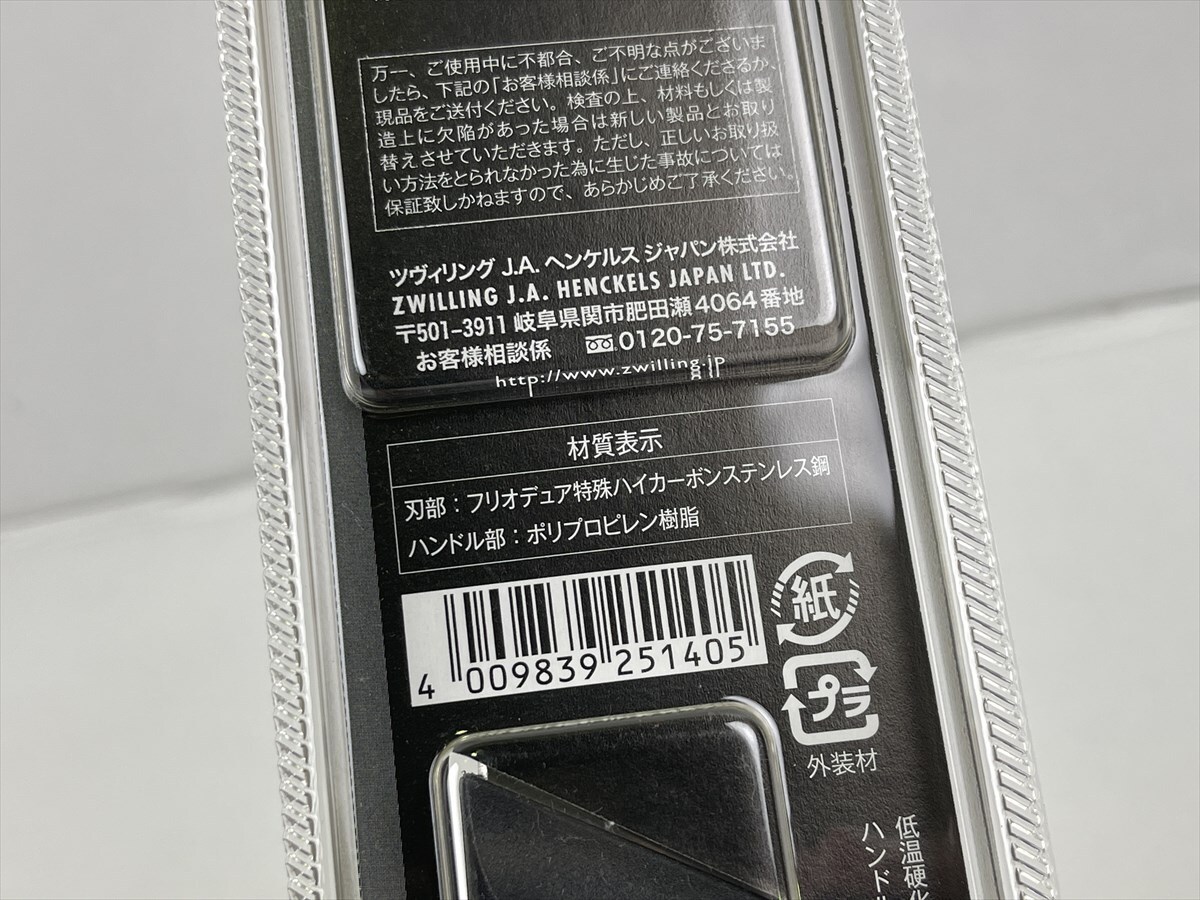 万一、ご使用中に不都合、ご不明な点がございま
したら、下記の「お客様相談係」にご連絡くださるか、
現品をご送付ください。検査の上、材料もしくは製
造上に欠陥があった場合は新しい製品とお取り
替えさせていただきます。ただし、正しいお取り扱
い方法をとられなかった為に生じた事故については
保証致しかねますので、あらかじめご了承ください。
ツヴィリング J.A. ヘンケルス ジャパン株式会社
ZWILLING J.A. HENCKELS JAPAN LTD.
〒501-3911 岐阜県関市肥田瀬4064番地
お客様相談係 0120-75-7155
http://www.zwilling.jp
材質表示
刃部：フリオデュア特殊ハイカーボンステンレス鋼
ハンドル部：ポリプロピレン樹脂
4 009839 251405
紙
プラ
外装材
低温硬化
ハンドル